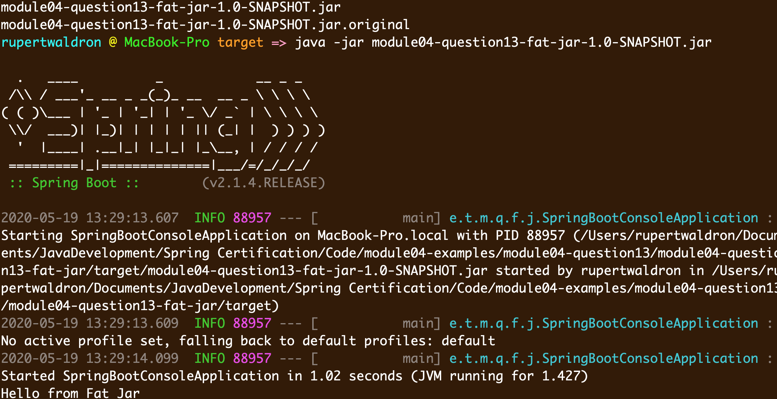 module04-question13-fat-jar-1.0-SNAPSHOT.jar
module04-question13-fat-jar-1.0-SNAPSHOT.jar.original
rupertwaldron @ MacBook-Pro target => java -jar module04-question13-fat-jar-1.0-SNAPSHOT.jar
  .   ____          _            __ _ _
 /\\ / ___'_ __ _ _(_)_ __  __ _ \ \ \ \
( ( )\___ | '_ | '_| | '_ \/ _` | \ \ \ \
 \\/  ___)| |_)| | | | | || (_| |  ) ) ) )
  '  |____| .__|_| |_|_| |_\__, | / / / /
 =========|_|==============|___/=/_/_/_/
 :: Spring Boot ::        (v2.1.4.RELEASE)
2020-05-19 13:29:13.607  INFO 88957 --- [           main] e.t.m.q.f.j.SpringBootConsoleApplication :
Starting SpringBootConsoleApplication on MacBook-Pro.local with PID 88957 (/Users/rupertwaldron/Docum
ents/JavaDevelopment/Spring Certification/Code/module04-examples/module04-question13/module04-questio
n13-fat-jar/target/module04-question13-fat-jar-1.0-SNAPSHOT.jar started by rupertwaldron in /Users/ru
pertwaldron/Documents/JavaDevelopment/Spring Certification/Code/module04-examples/module04-question13
/module04-question13-fat-jar/target)
2020-05-19 13:29:13.609  INFO 88957 --- [           main] e.t.m.q.f.j.SpringBootConsoleApplication :
No active profile set, falling back to default profiles: default
2020-05-19 13:29:14.099  INFO 88957 --- [           main] e.t.m.q.f.j.SpringBootConsoleApplication :
Started SpringBootConsoleApplication in 1.02 seconds (JVM running for 1.427)
Hello from Fat Jar